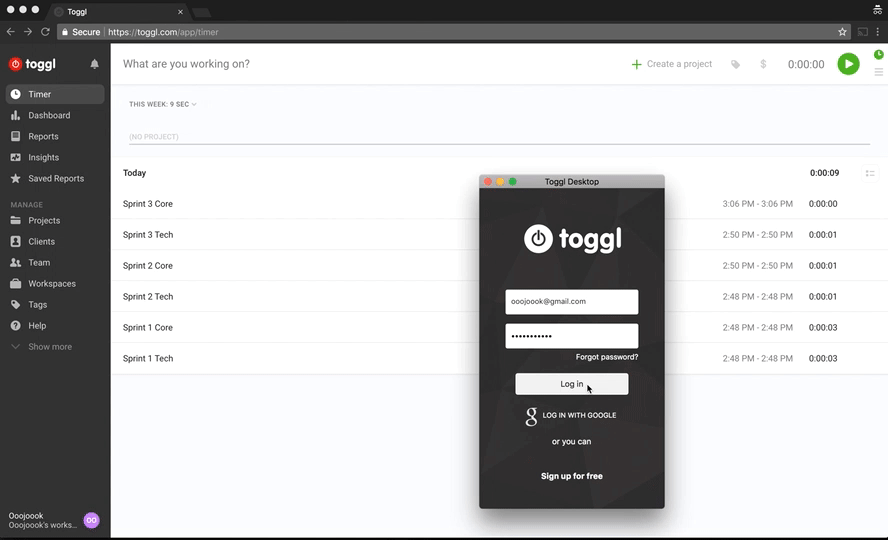 Toggl
Secure https://toggl.com/app/timer
toggl
What are you working on?
Create a project
$
0:00:00
Timer
Dashboard
Reports
Insights
Saved Reports
MANAGE
Projects
Clients
Team
Workspaces
Tags
Help
Show more
Ooojoook
Ooojoook's works...
OO
THIS WEEK: 9 SEC
(NO PROJECT)
Today 0:00:09
Sprint 3 Core 3:06 PM - 3:06 PM 0:00:00
Sprint 3 Tech 2:50 PM - 2:50 PM 0:00:01
Sprint 2 Core 2:50 PM - 2:50 PM 0:00:01
Sprint 2 Tech 2:48 PM - 2:48 PM 0:00:01
Sprint 1 Core 2:48 PM - 2:48 PM 0:00:03
Sprint 1 Tech 2:48 PM - 2:48 PM 0:00:03
Toggl Desktop
toggl
ooojoook@gmail.com
•••••••••••
Forgot password?
Log in
g LOG IN WITH GOOGLE
or you can
Sign up for free